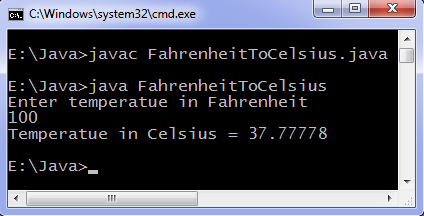 C:\Windows\system32\cmd.exe
E:\Java>javac FahrenheitToCelsius.java
E:\Java>java FahrenheitToCelsius
Enter temperatue in Fahrenheit
100
Temperatue in Celsius = 37.77778
E:\Java>_